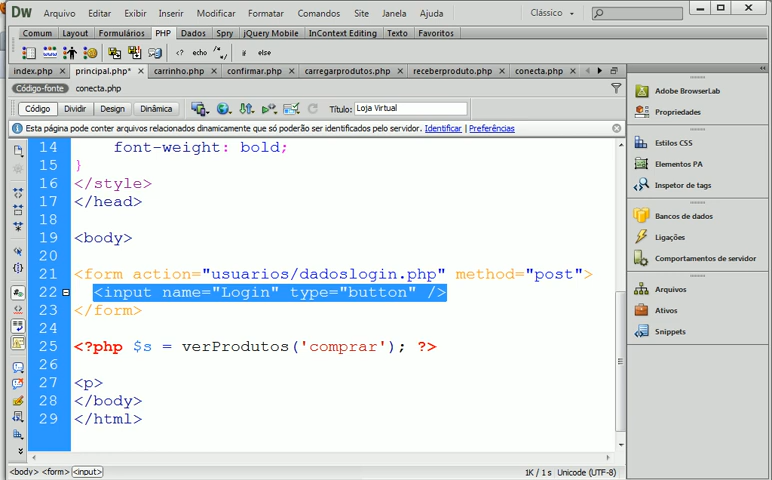 Dw Arquivo Editar Exibir Inserir Modificar Formatar Comandos Site Janela Ajuda Clássico
Comum Layout Formulários PHP Dados Spry jQuery Mobile InContext Editing Texto Favoritos
<? echo /* if else
index.php principal.php* carrinho.php confirmar.php carregarprodutos.php receberproduto.php conecta.php
Código-fonte conecta.php
Código Dividir Design Dinâmica Título: Loja Virtual
Esta página pode conter arquivos relacionados dinamicamente que só poderão ser identificados pelo servidor. Identificar | Preferências
14 font-weight: bold;
15 }
16 </style>
17 </head>
18
19 <body>
20
21 <form action="usuarios/dadoslogin.php" method="post">
22 <input name="Login" type="button" />
23 </form>
24
25 <?php $s = verProdutos('comprar'); ?>
26
27 <p>
28 </body>
29 </html>
<body> <form> <input> 1K / 1 s Unicode (UTF-8)
Adobe BrowserLab
Propriedades
Estilos CSS
Elementos PA
Inspetor de tags
Bancos de dados
Ligações
Comportamentos de servidor
Arquivos
Ativos
Snippets